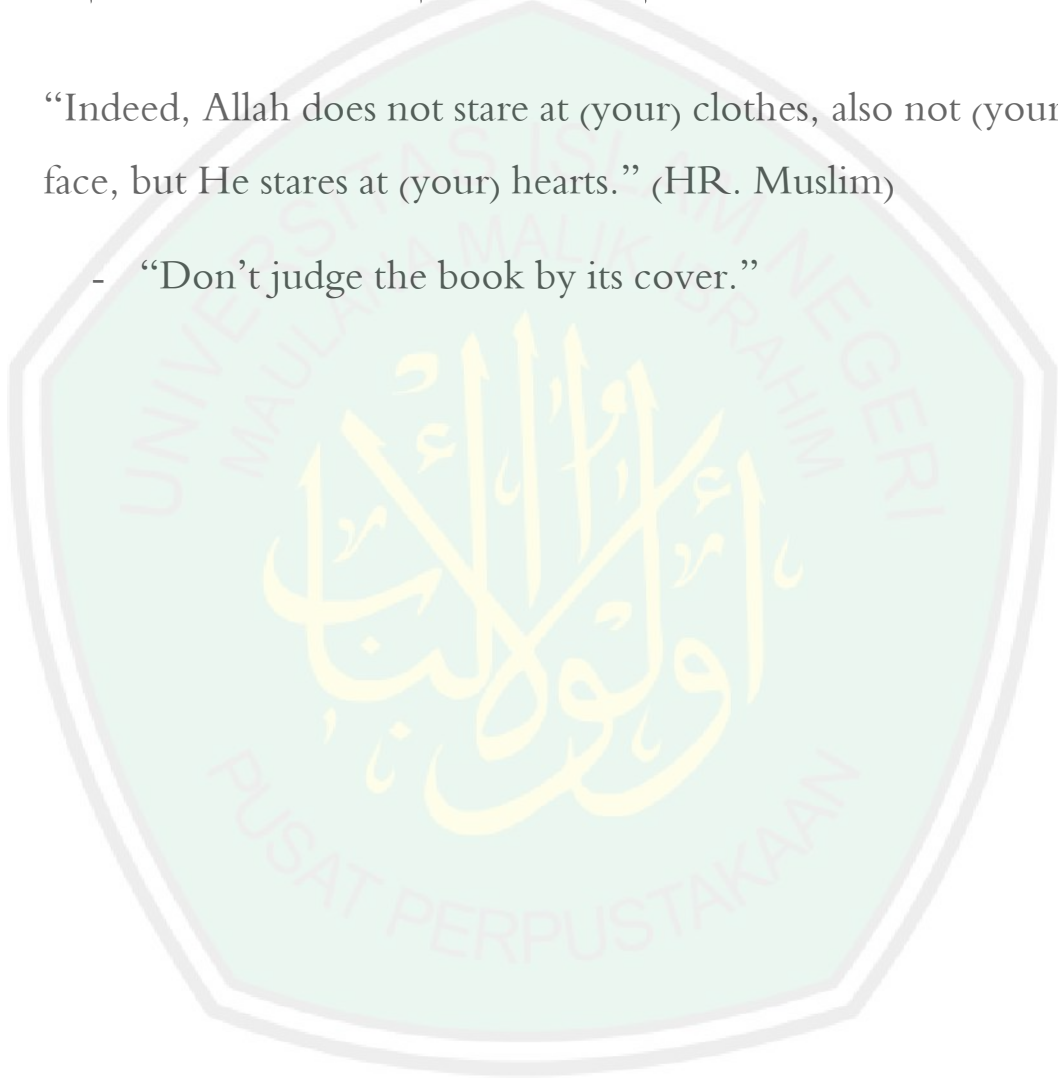 “Indeed, Allah does not stare at (your) clothes, also not (your
face, but He stares at (your) hearts.” (HR. Muslim)
- “Don’t judge the book by its cover.”
UNIVERSITAS ISLAM NEGERI
MAULANA MALIK IBRAHIM
أولوا الألباب
PUSAT PERPUSTAKAAN